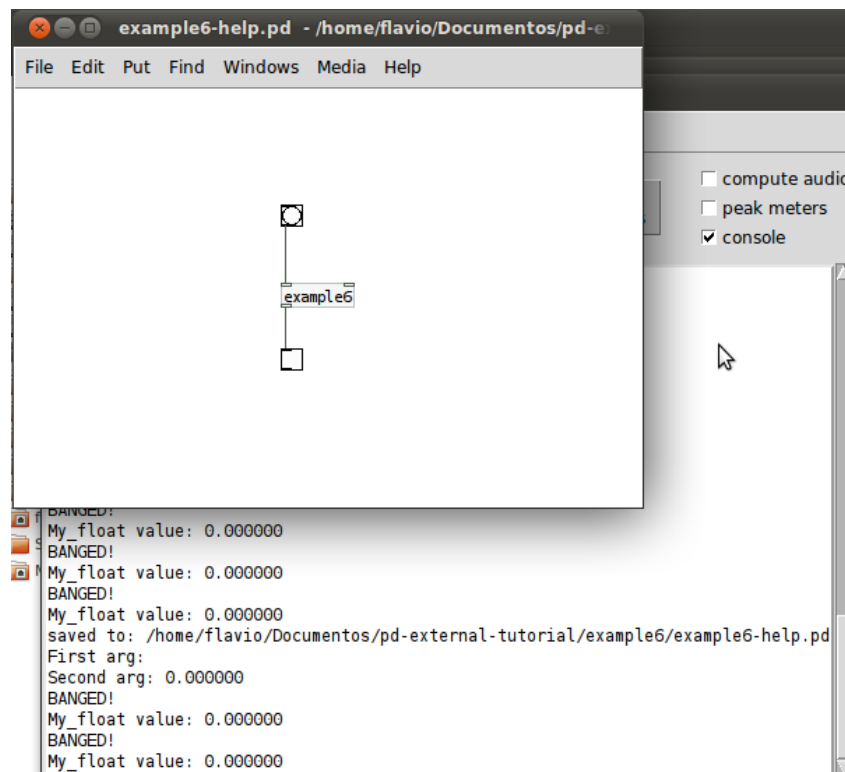 example6-help.pd - /home/flavio/Documentos/pd-e
File Edit Put Find Windows Media Help
compute audio
peak meters
console
example6
BANGED!
My_float value: 0.000000
BANGED!
My_float value: 0.000000
BANGED!
My_float value: 0.000000
saved to: /home/flavio/Documentos/pd-external-tutorial/example6/example6-help.pd
First arg:
Second arg: 0.000000
BANGED!
My_float value: 0.000000
BANGED!
My_float value: 0.000000